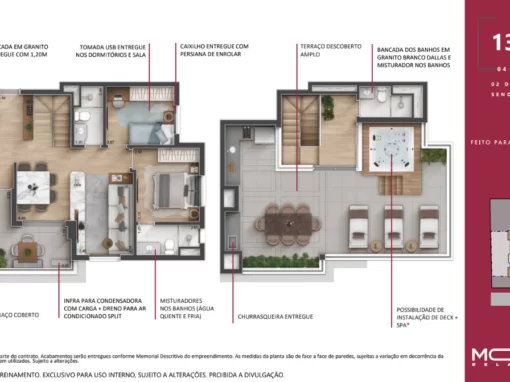 CADA EM GRANITO
EGUE COM 1,20M
TOMADA USB ENTREGUE
NOS DORMITÓRIOS E SALA
CAIXILHO ENTREGUE COM
PERSIANA DE ENROLAR
TERRAÇO DESCOBERTO
AMPLO
BANCADA DOS BANHOS EM
GRANITO BRANCO DALLAS E
MISTURADOR NOS BANHOS
13
04
02 D
SEND
FEITO PARA
AÇO COBERTO
INFRA PARA CONDENSADORA
COM CARGA + DRENO PARA AR
CONDICIONADO SPLIT
MISTURADORES
NOS BANHOS (ÁGUA
QUENTE E FRIA)
CHURRASQUEIRA ENTREGUE
POSSIBILIDADE DE
INSTALAÇÃO DE DECK +
SPA*
MO
BELA
arte do contrato. Acabamentos serão entregues conforme Memorial Descritivo do empreendimento. As medidas da planta são de face a face de paredes, sujeitas a variação em decorrência da
em utilizados. Sujeito a alterações.
TREINAMENTO. EXCLUSIVO PARA USO INTERNO, SUJEITO A ALTERAÇÕES. PROIBIDA A DIVULGAÇÃO.